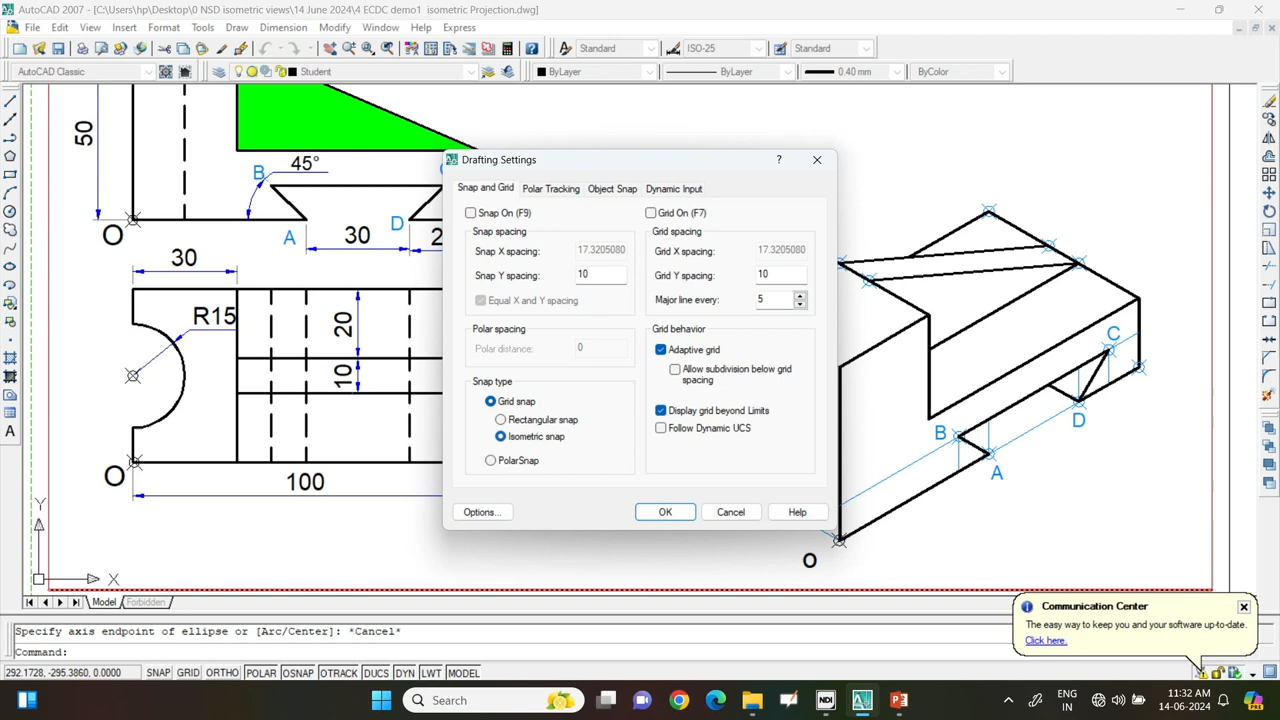 AutoCAD 2007 - [C:\Users\hp\Desktop\0 NSD isometric views\14 June 2024\4 ECDC demo1 isometric Projection.dwg]
File Edit View Insert Format Tools Draw Dimension Modify Window Help Express
Standard ISO-25 Standard
AutoCAD Classic Student ByLayer ByLayer 0.40 mm ByColor
50
45°
B
O
A
30
D
2
30
R15
20
10
O
100
Y
X
Drafting Settings
Snap and Grid Polar Tracking Object Snap Dynamic Input
Snap On (F9)
Snap spacing
Snap X spacing: 17.3205080
Snap Y spacing: 10
Equal X and Y spacing
Polar spacing
Polar distance: 0
Snap type
Grid snap
Rectangular snap
Isometric snap
PolarSnap
Grid On (F7)
Grid spacing
Grid X spacing: 17.3205080
Grid Y spacing: 10
Major line every: 5
Grid behavior
Adaptive grid
Allow subdivision below grid
spacing
Display grid beyond Limits
Follow Dynamic UCS
Options... OK Cancel Help
C
B
D
A
O
Model Forbidden
Communication Center
The easy way to keep you and your software up-to-date.
Click here.
Specify axis endpoint of ellipse or [Arc/Center]: *Cancel*
Command:
292.1728, -295.3860, 0.0000 SNAP GRID ORTHO POLAR OSNAP OTRACK DUCS DYN LWT MODEL
Search
ENG
IN
11:32 AM
14-06-2024